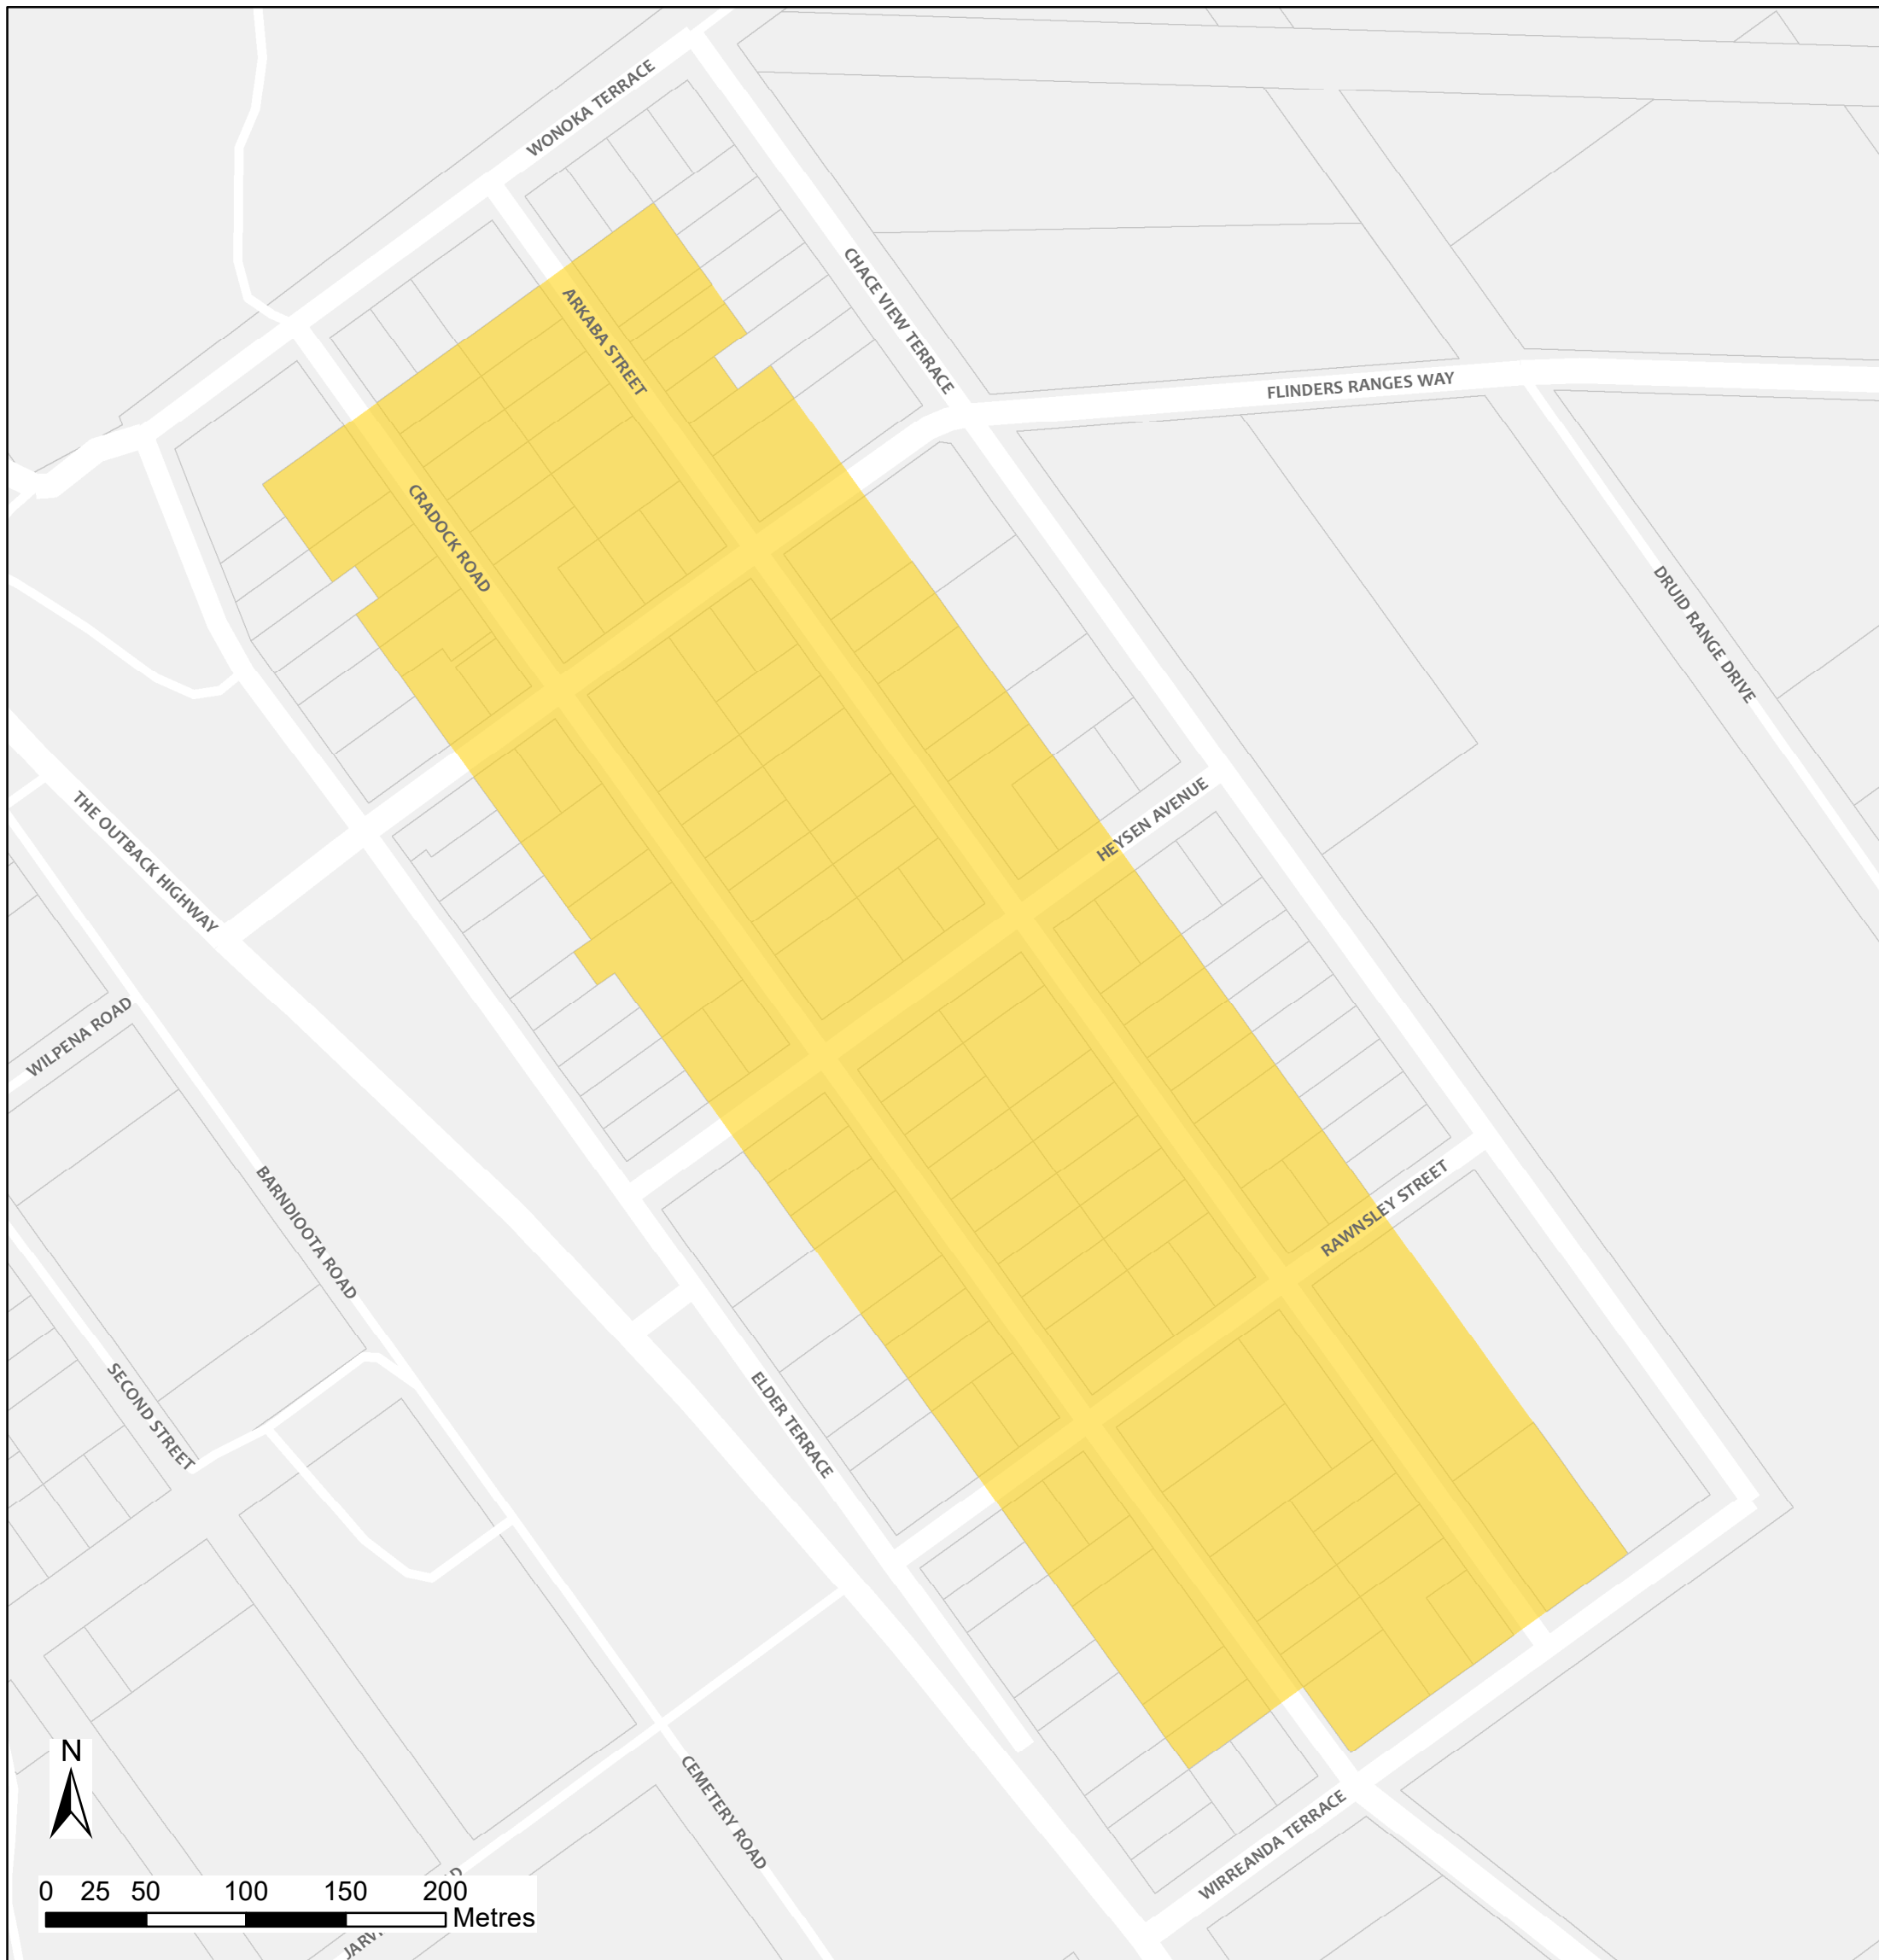 WONOKA TERRACE
CHACE VIEW TERRACE
ARKABA STREET
FLINDERS RANGES WAY
CRADOCK ROAD
DRUID RANGE DRIVE
THE OUTBACK HIGHWAY
HEYSEN AVENUE
WILPENA ROAD
BARNDIOOTA ROAD
RAWNSLEY STREET
SECOND STREET
ELDER TERRACE
CEMETERY ROAD
WIRREANDA TERRACE
N
0 25 50 100 150 200
Metres